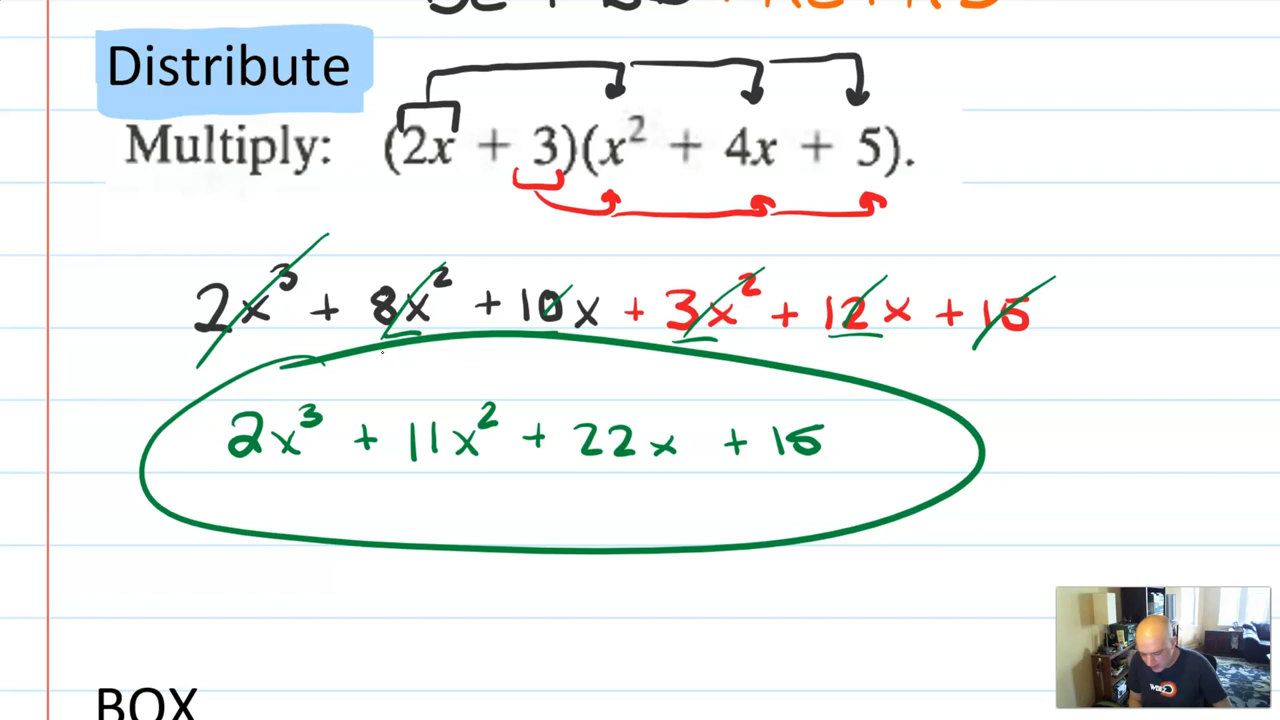 Distribute
Multiply: (2x + 3)(x² + 4x + 5).
2x³ + 8x² + 10x + 3x² + 12x + 15
2x³ + 11x² + 22x + 15
BOX